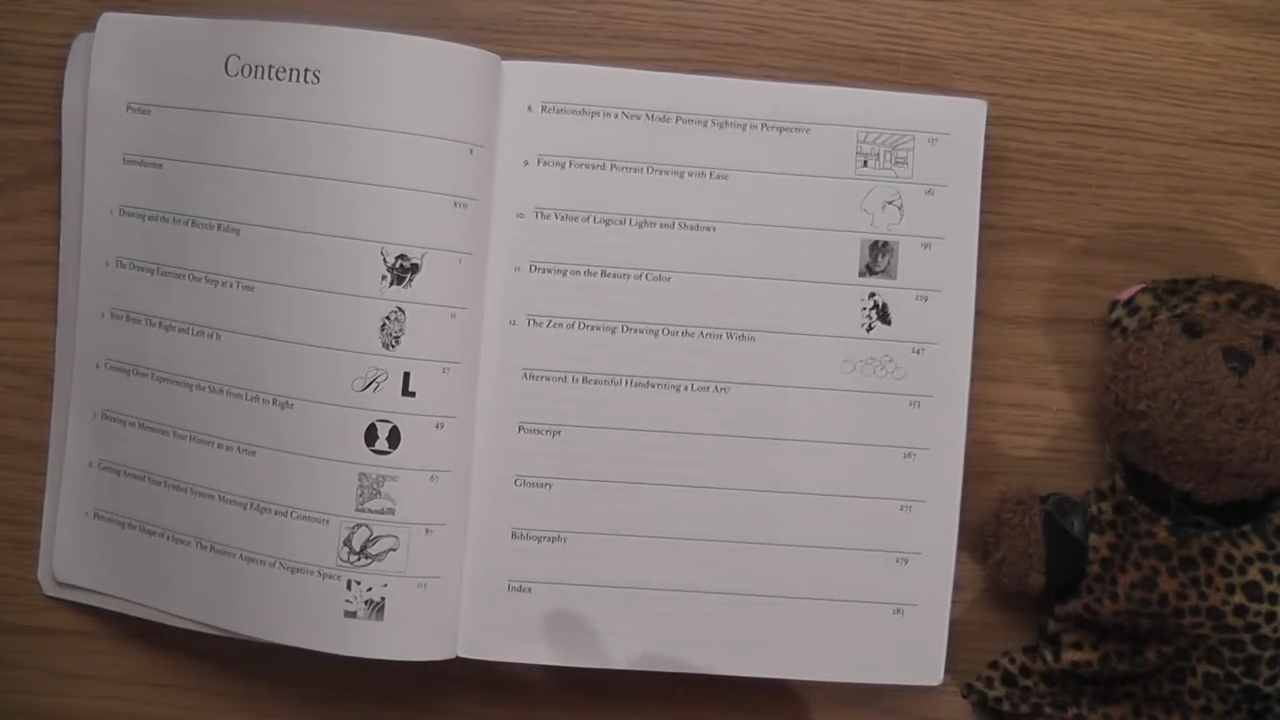 Contents
Preface
X
Introduction
XVII
1. Drawing and the Art of Bicycle Riding
1
2. The Drawing Exercises: One Step at a Time
11
3. Your Brain: The Right and Left of It
27
R L
4. Crossing Over: Experiencing the Shift from Left to Right
49
5. Drawing on Memories: Your History as an Artist
67
6. Getting Around Your Symbol System: Meeting Edges and Contours
87
7. Perceiving the Shape of a Space: The Positive Aspects of Negative Space
115
8. Relationships in a New Mode: Putting Sighting in Perspective
137
9. Facing Forward: Portrait Drawing with Ease
161
10. The Value of Logical Lights and Shadows
193
11. Drawing on the Beauty of Color
229
12. The Zen of Drawing: Drawing Out the Artist Within
247
Afterword: Is Beautiful Handwriting a Lost Art?
253
Postscript
267
Glossary
275
Bibliography
279
Index
283